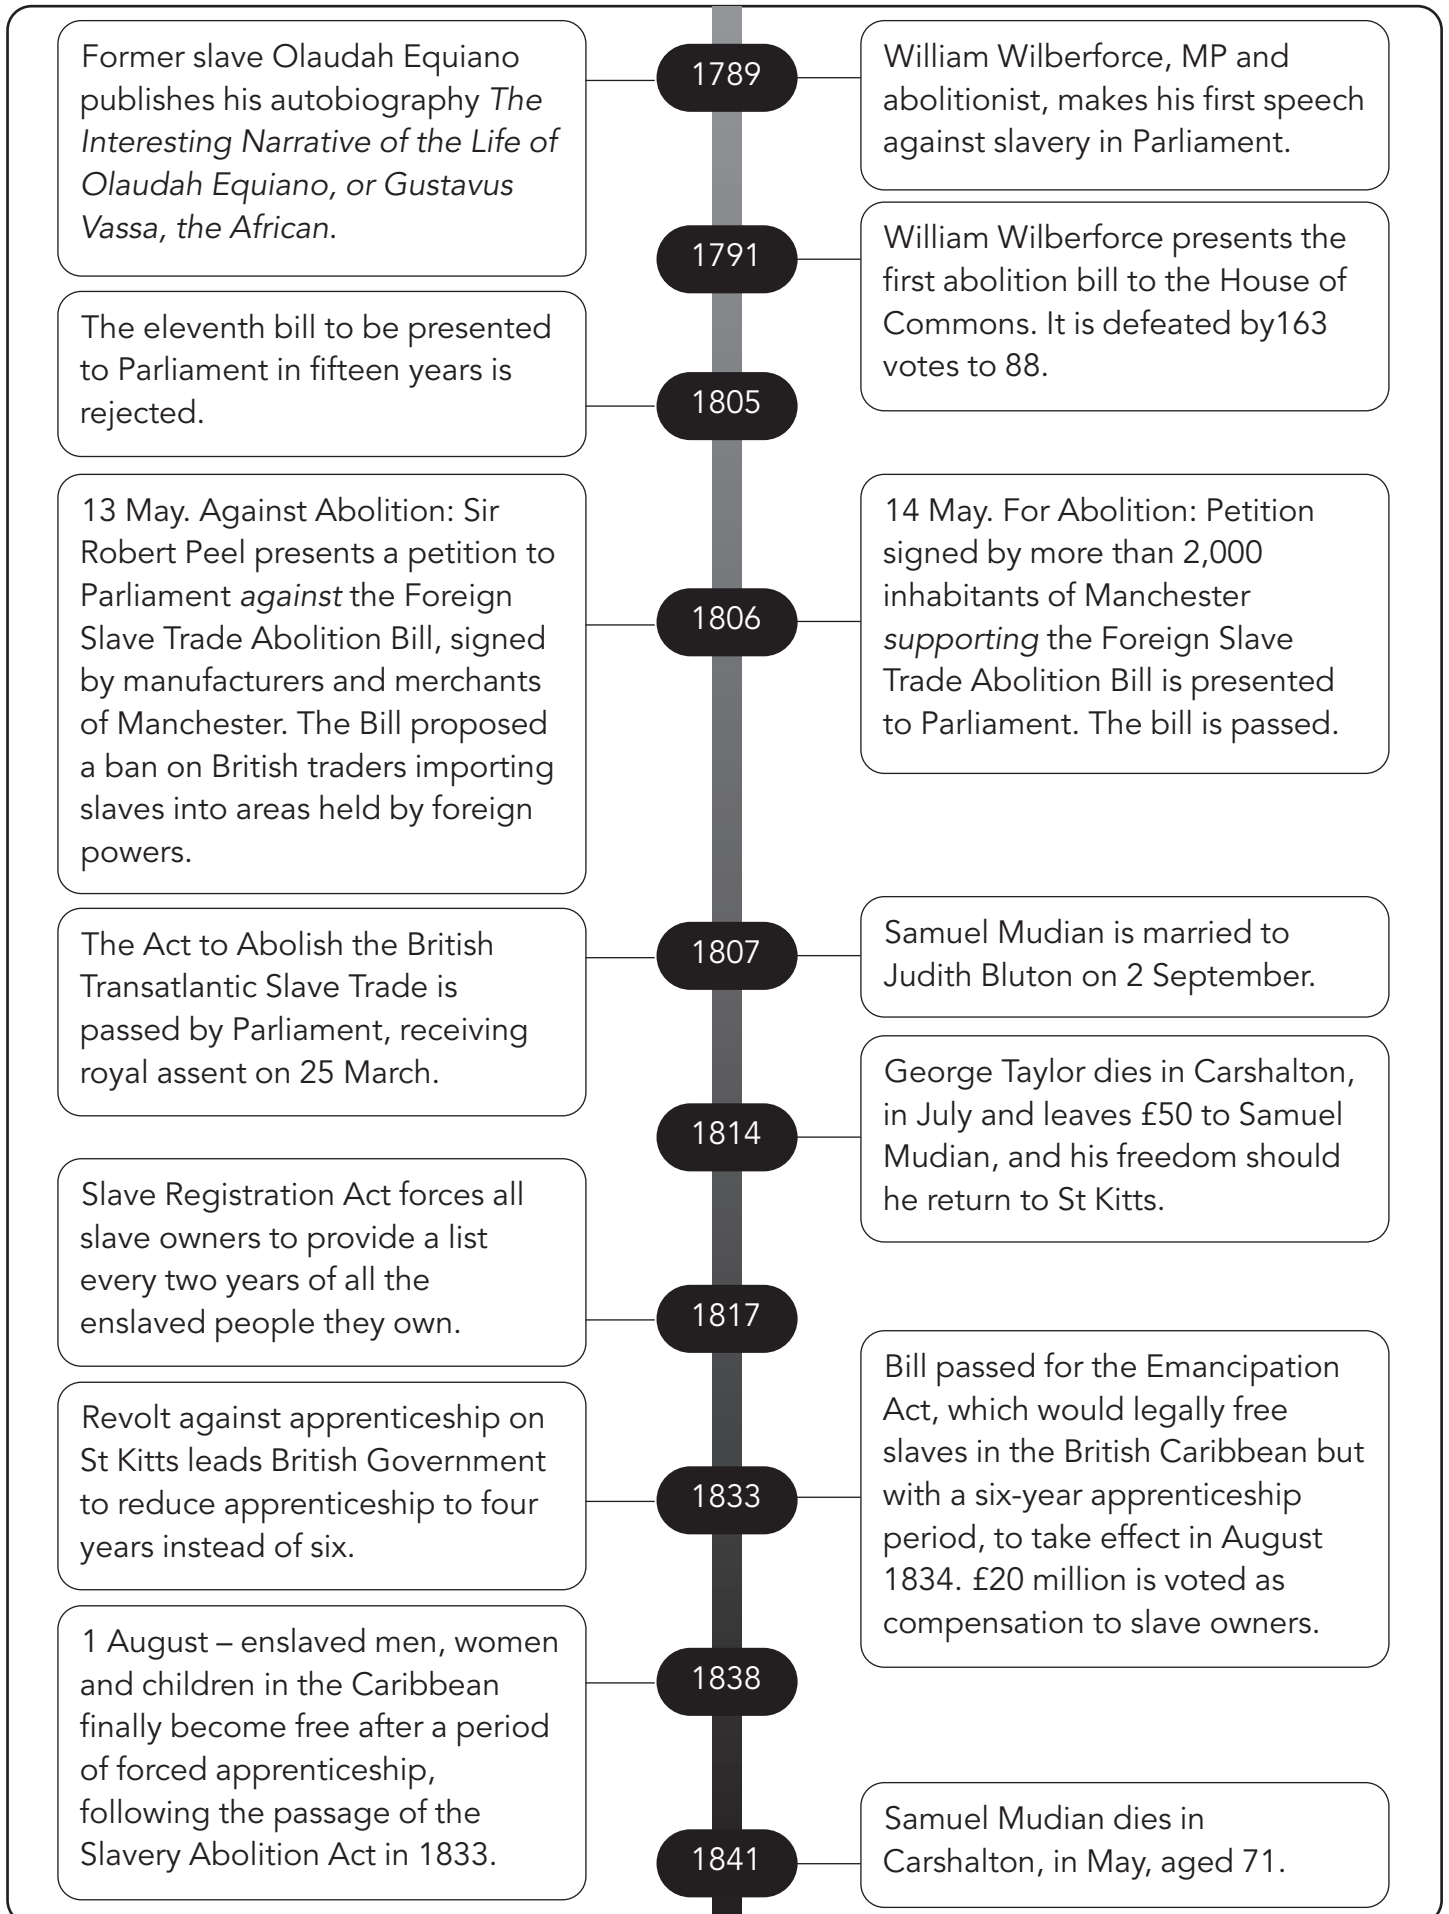 1789
Former slave Olaudah Equiano
publishes his autobiography The
Interesting Narrative of the Life of
Olaudah Equiano, or Gustavus
Vassa, the African.
William Wilberforce, MP and
abolitionist, makes his first speech
against slavery in Parliament.
1791
William Wilberforce presents the
first abolition bill to the House of
Commons. It is defeated by163
votes to 88.
1805
The eleventh bill to be presented
to Parliament in fifteen years is
rejected.
1806
13 May. Against Abolition: Sir
Robert Peel presents a petition to
Parliament against the Foreign
Slave Trade Abolition Bill, signed
by manufacturers and merchants
of Manchester. The Bill proposed
a ban on British traders importing
slaves into areas held by foreign
powers.
14 May. For Abolition: Petition
signed by more than 2,000
inhabitants of Manchester
supporting the Foreign Slave
Trade Abolition Bill is presented
to Parliament. The bill is passed.
1807
The Act to Abolish the British
Transatlantic Slave Trade is
passed by Parliament, receiving
royal assent on 25 March.
Samuel Mudian is married to
Judith Bluton on 2 September.
1814
George Taylor dies in Carshalton,
in July and leaves £50 to Samuel
Mudian, and his freedom should
he return to St Kitts.
1817
Slave Registration Act forces all
slave owners to provide a list
every two years of all the
enslaved people they own.
1833
Revolt against apprenticeship on
St Kitts leads British Government
to reduce apprenticeship to four
years instead of six.
Bill passed for the Emancipation
Act, which would legally free
slaves in the British Caribbean but
with a six-year apprenticeship
period, to take effect in August
1834. £20 million is voted as
compensation to slave owners.
1838
1 August – enslaved men, women
and children in the Caribbean
finally become free after a period
of forced apprenticeship,
following the passage of the
Slavery Abolition Act in 1833.
1841
Samuel Mudian dies in
Carshalton, in May, aged 71.